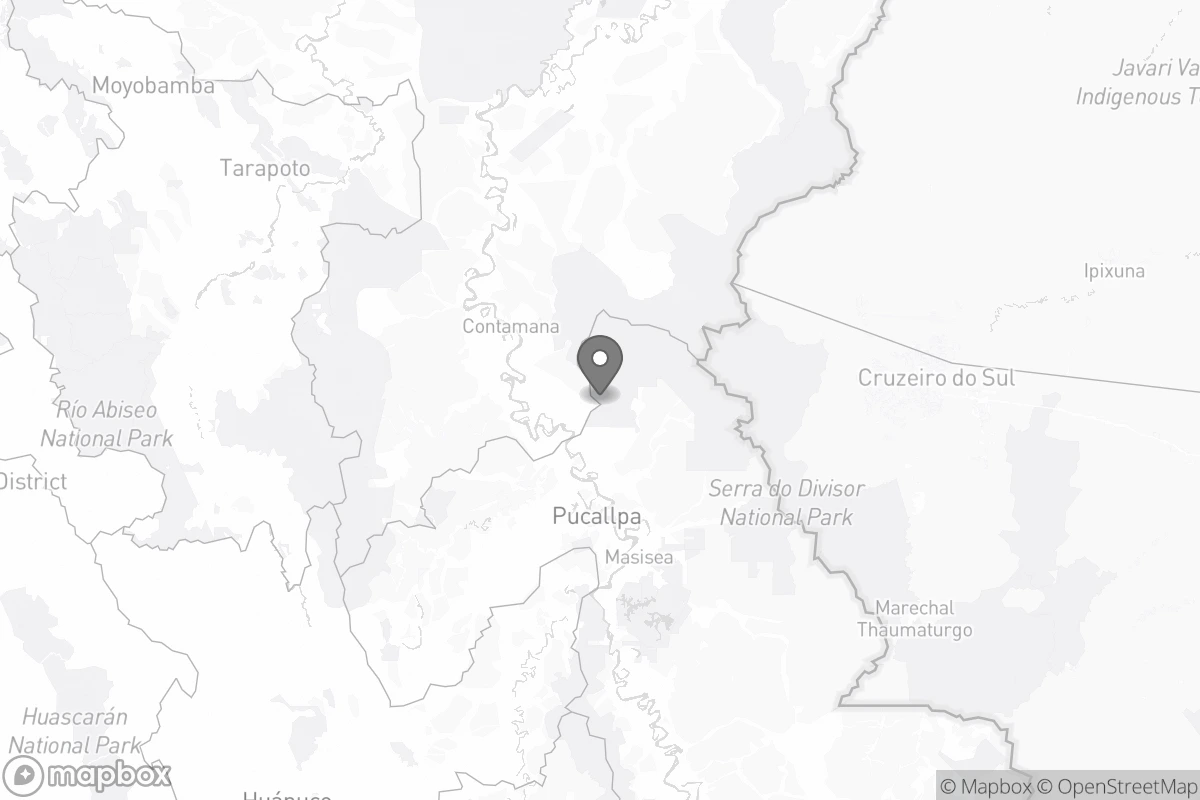 Javari Va
Indigenous T
Moyobamba
Tarapoto
Ipixuna
Contamana
Cruzeiro do Sul
Río Abiseo
National Park
District
Serra do Divisor
National Park
Pucallpa
Masisea
Marechal
Thaumaturgo
Huascarán
National Park
mapbox
Huánuco
© Mapbox © OpenStreetMap